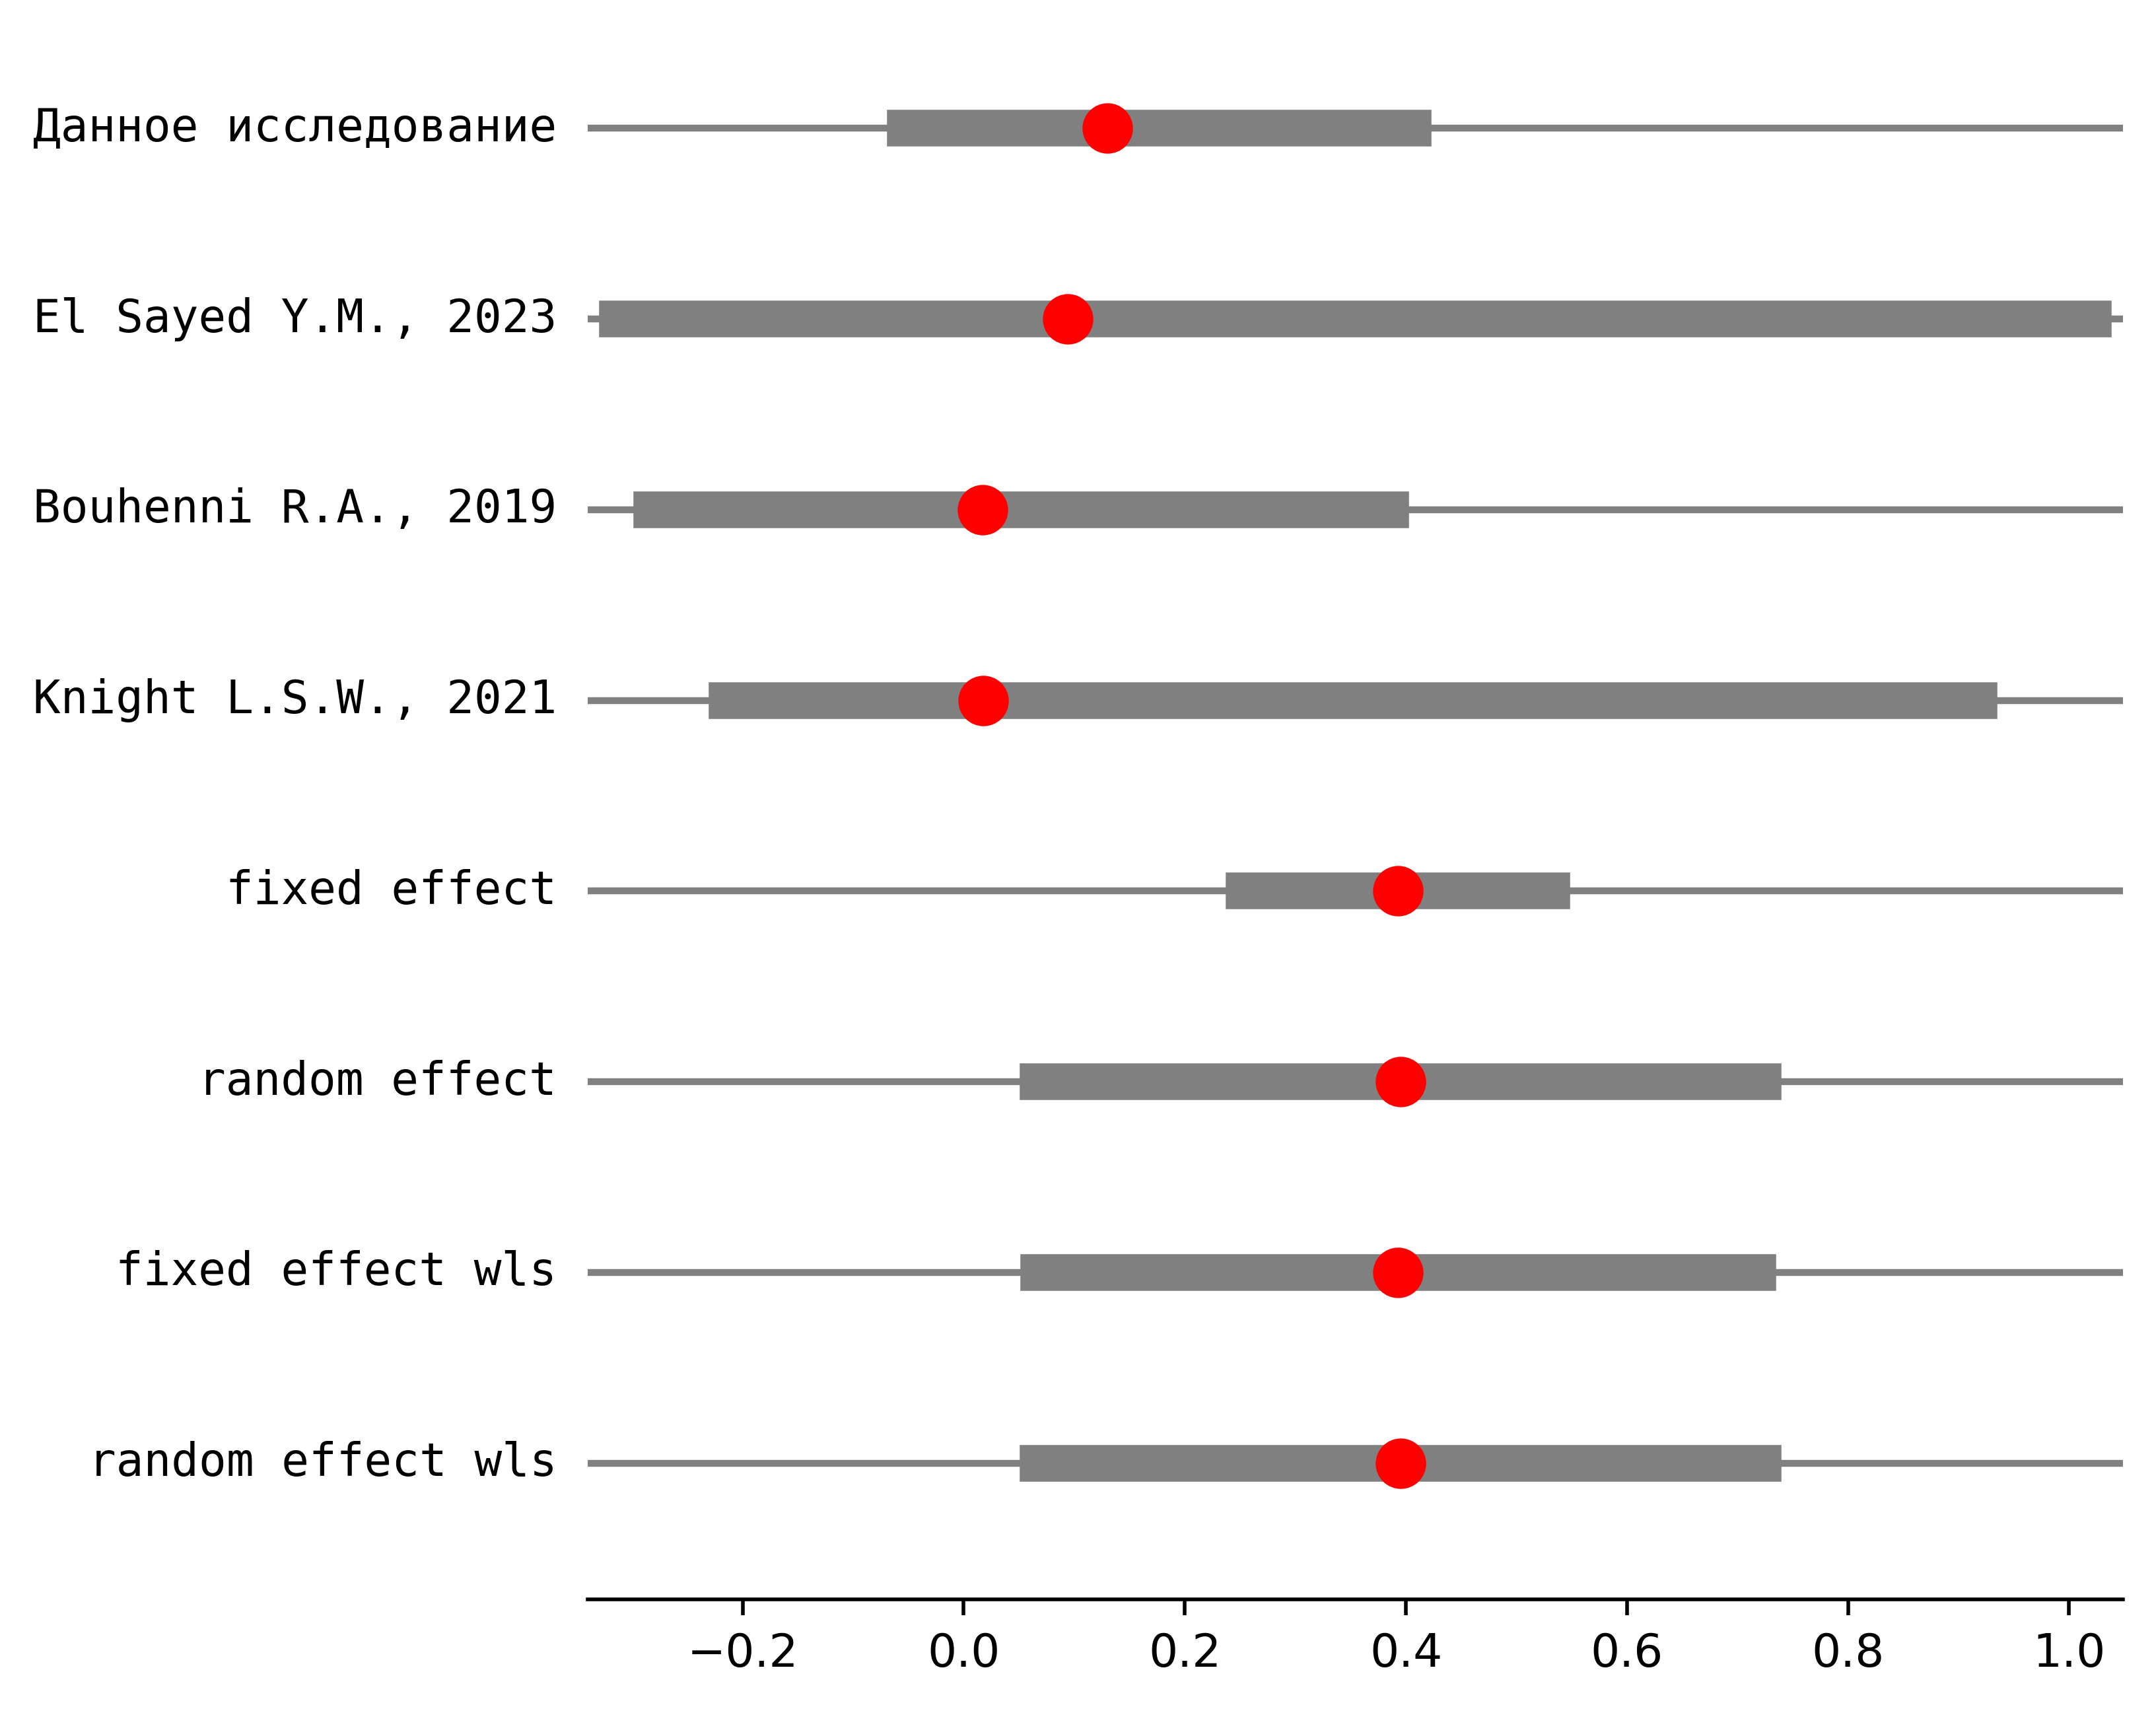 Данное исследование
El Sayed Y.M., 2023
Bouhenni R.A., 2019
Knight L.S.W., 2021
fixed effect
random effect
fixed effect wls
random effect wls
−0.2 0.0 0.2 0.4 0.6 0.8 1.0